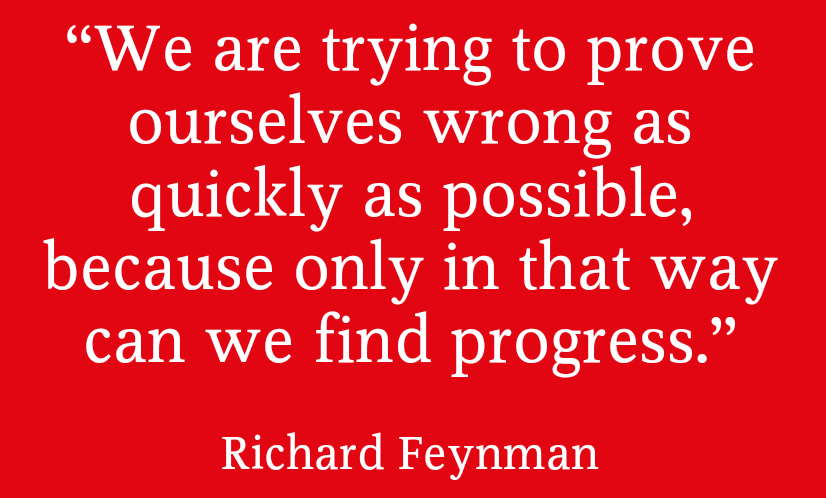 “We are trying to prove
ourselves wrong as
quickly as possible,
because only in that way
can we find progress.”
Richard Feynman